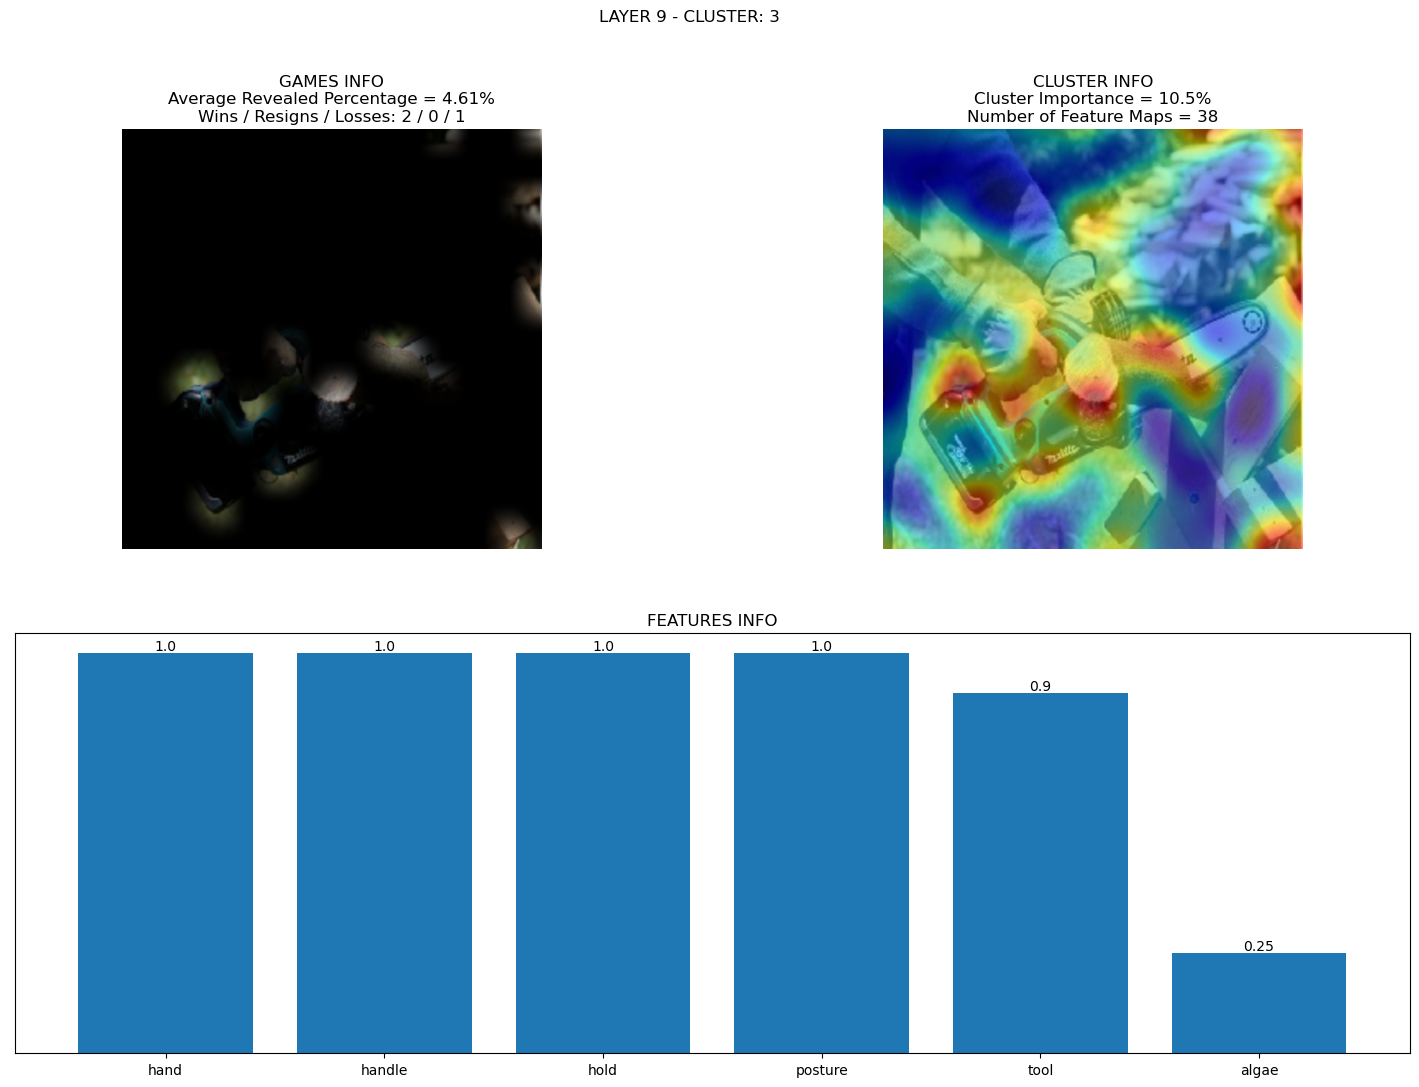 LAYER 9 - CLUSTER: 3
GAMES INFO
Average Revealed Percentage = 4.61%
Wins / Resigns / Losses: 2 / 0 / 1
CLUSTER INFO
Cluster Importance = 10.5%
Number of Feature Maps = 38
makita
FEATURES INFO
1.0
1.0
1.0
1.0
0.9
0.25
hand
handle
hold
posture
tool
algae